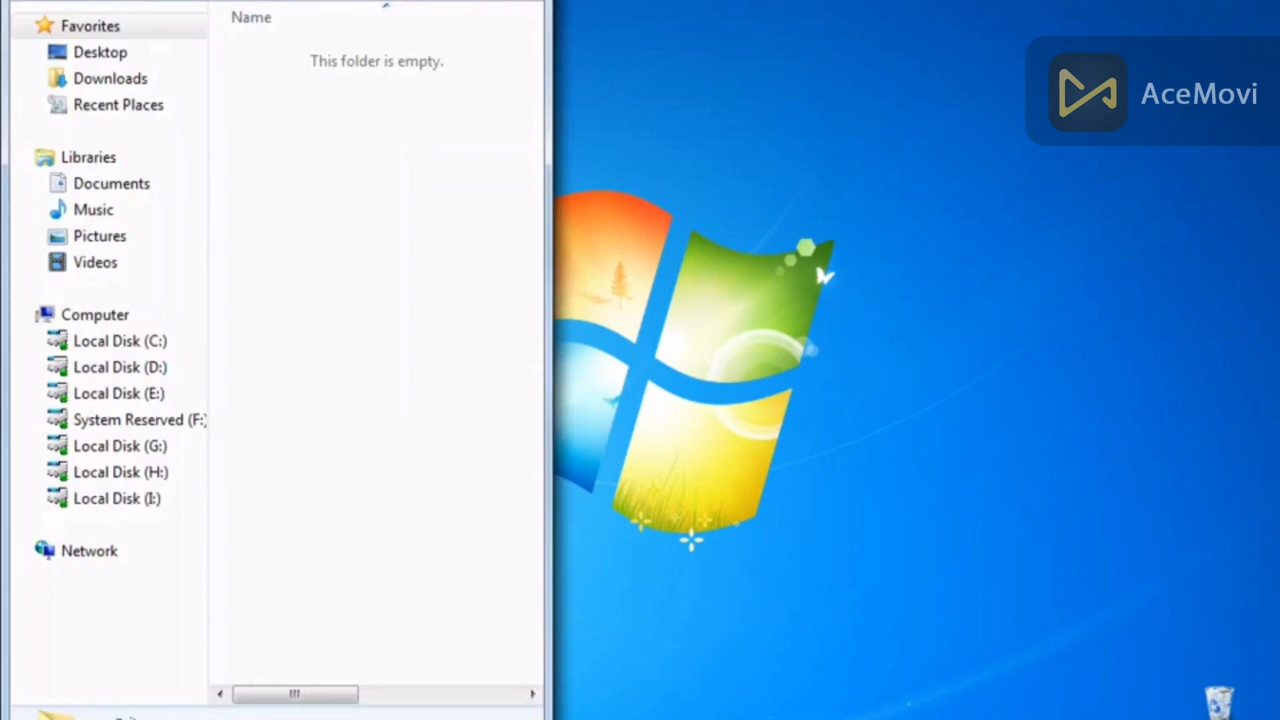 Favorites
Desktop
Downloads
Recent Places
Libraries
Documents
Music
Pictures
Videos
Computer
Local Disk (C:)
Local Disk (D:)
Local Disk (E:)
System Reserved (F:)
Local Disk (G:)
Local Disk (H:)
Local Disk (I:)
Network
Name
This folder is empty.
AceMovi